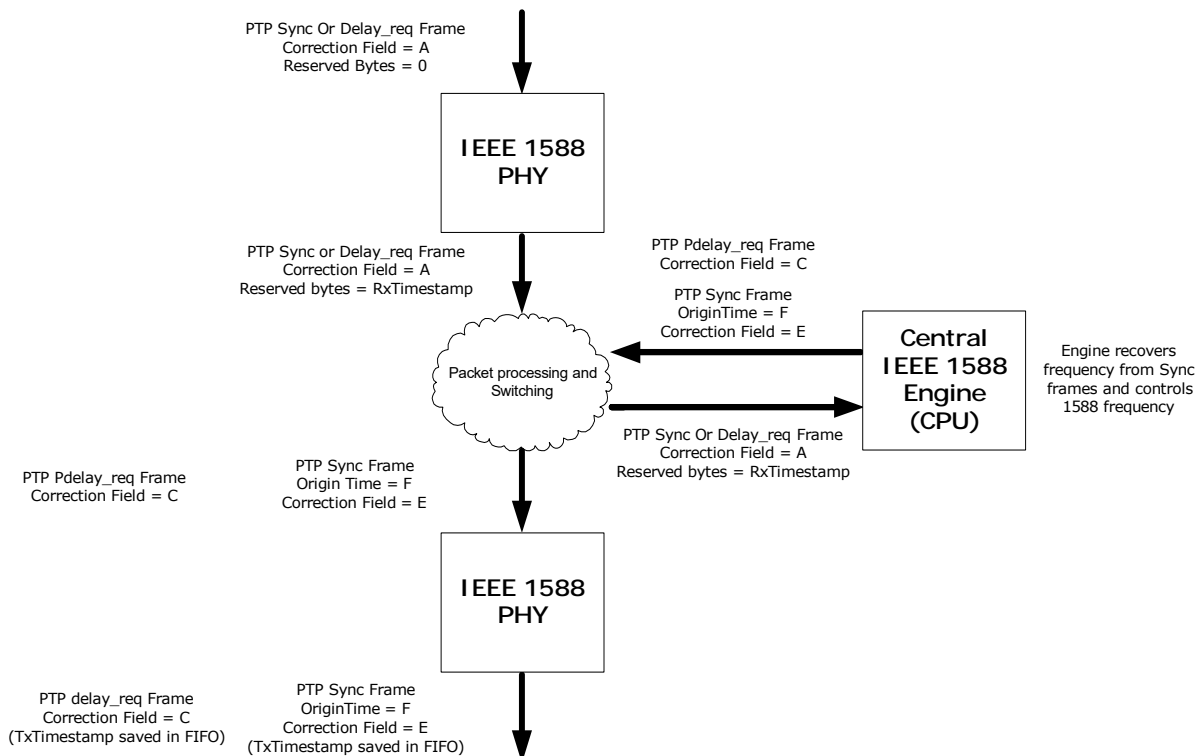 PTP Sync Or Delay_req Frame
Correction Field = A
Reserved Bytes = 0
IEEE 1588
PHY
PTP Sync or Delay_req Frame
Correction Field = A
Reserved bytes = RxTimestamp
PTP Pdelay_req Frame
Correction Field = C
PTP Sync Frame
OriginTime = F
Correction Field = E
Packet processing and
Switching
Central
IEEE 1588
Engine
(CPU)
Engine recovers
frequency from Sync
frames and controls
1588 frequency
PTP Sync Or Delay_req Frame
Correction Field = A
Reserved bytes = RxTimestamp
PTP Pdelay_req Frame
Correction Field = C
PTP Sync Frame
Origin Time = F
Correction Field = E
IEEE 1588
PHY
PTP delay_req Frame
Correction Field = C
(TxTimestamp saved in FIFO)
PTP Sync Frame
OriginTime = F
Correction Field = E
(TxTimestamp saved in FIFO)